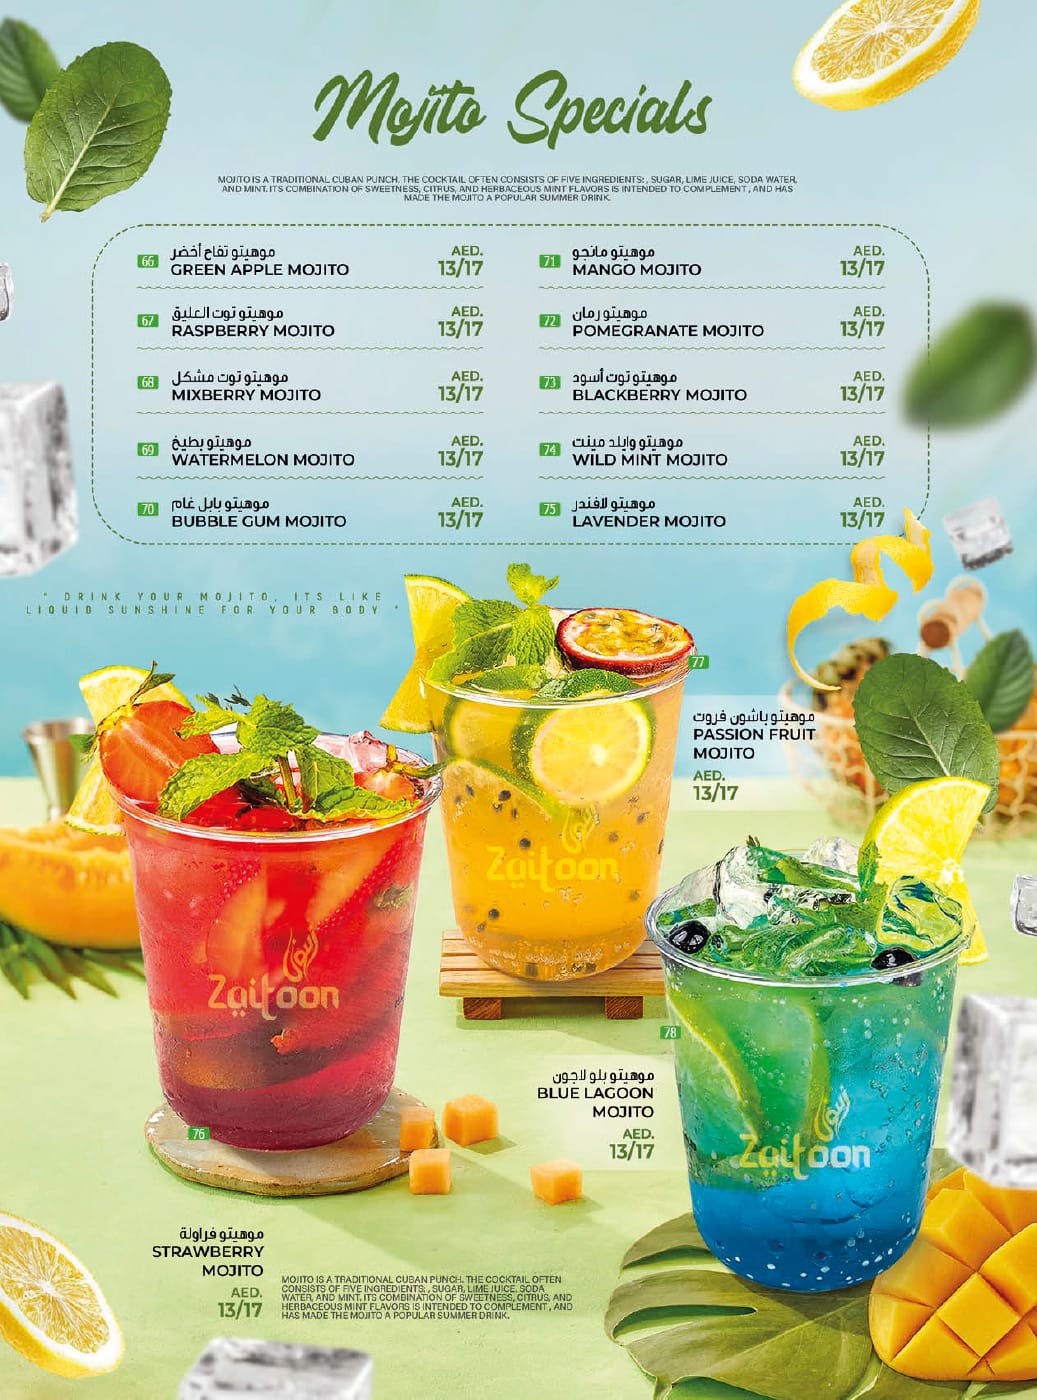 Mojito Specials
MOJITO IS A TRADITIONAL CUBAN PUNCH. THE COCKTAIL OFTEN CONSISTS OF FIVE INGREDIENTS: , SUGAR, LIME JUICE, SODA WATER,
AND MINT. ITS COMBINATION OF SWEETNESS, CITRUS, AND HERBACEOUS MINT FLAVORS IS INTENDED TO COMPLEMENT , AND HAS
MADE THE MOJITO A POPULAR SUMMER DRINK.
66
موهيتو تفاح أخضر
GREEN APPLE MOJITO
AED.
13/17
67
موهيتو توت العليق
RASPBERRY MOJITO
AED.
13/17
68
موهيتو توت مشكل
MIXBERRY MOJITO
AED.
13/17
69
موهيتو بطيخ
WATERMELON MOJITO
AED.
13/17
70
موهيتو بابل غام
BUBBLE GUM MOJITO
AED.
13/17
71
موهيتو مانجو
MANGO MOJITO
AED.
13/17
72
موهيتو رمان
POMEGRANATE MOJITO
AED.
13/17
73
موهيتو توت أسود
BLACKBERRY MOJITO
AED.
13/17
74
موهيتو وايلد مينت
WILD MINT MOJITO
AED.
13/17
75
موهيتو لافندر
LAVENDER MOJITO
AED.
13/17
" DRINK YOUR MOJITO, ITS LIKE
LIQUID SUNSHINE FOR YOUR BODY "
77
موهيتو باشون فروت
PASSION FRUIT
MOJITO
AED.
13/17
زيتون
Zaitoon
زيتون
Zaitoon
78
موهيتو بلو لاجون
BLUE LAGOON
MOJITO
AED.
13/17
زيتون
Zaitoon
76
موهيتو فراولة
STRAWBERRY
MOJITO
AED.
13/17
MOJITO IS A TRADITIONAL CUBAN PUNCH. THE COCKTAIL OFTEN
CONSISTS OF FIVE INGREDIENTS: , SUGAR, LIME JUICE, SODA
WATER, AND MINT. ITS COMBINATION OF SWEETNESS, CITRUS, AND
HERBACEOUS MINT FLAVORS IS INTENDED TO COMPLEMENT , AND
HAS MADE THE MOJITO A POPULAR SUMMER DRINK.